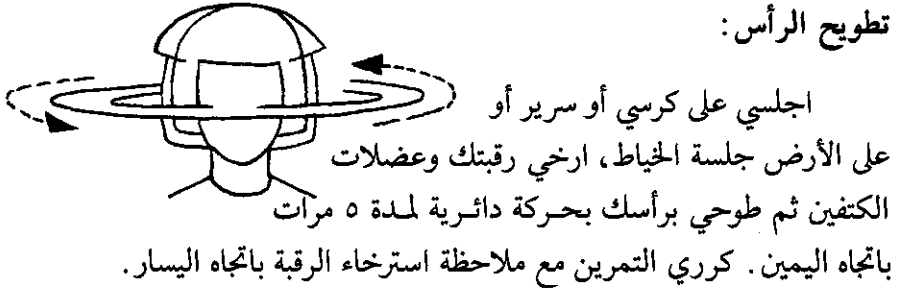 تطويح الرأس :
اجلسي على كرسي أو سرير أو
على الأرض جلسة الخياط، ارخي رقبتك وعضلات
الكتفين ثم طوحي برأسك بحركة دائرية لمدة ٥ مرات
باتجاه اليمين . كرري التمرين مع ملاحظة استرخاء الرقبة باتجاه اليسار .